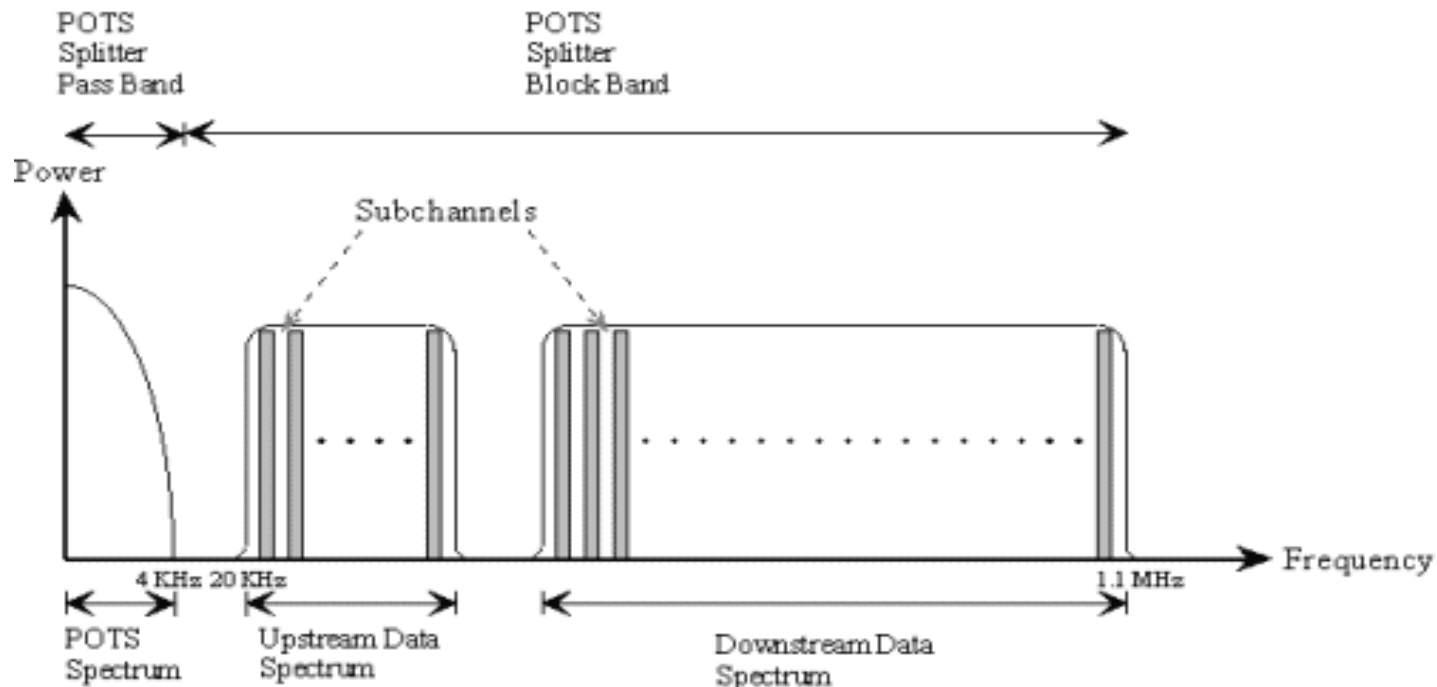 POTS
Splitter
Pass Band
POTS
Splitter
Block Band
Power
Subchannels
4 KHz 20 KHz
1.1 MHz
Frequency
POTS
Spectrum
Upstream Data
Spectrum
Downstream Data
Spectrum